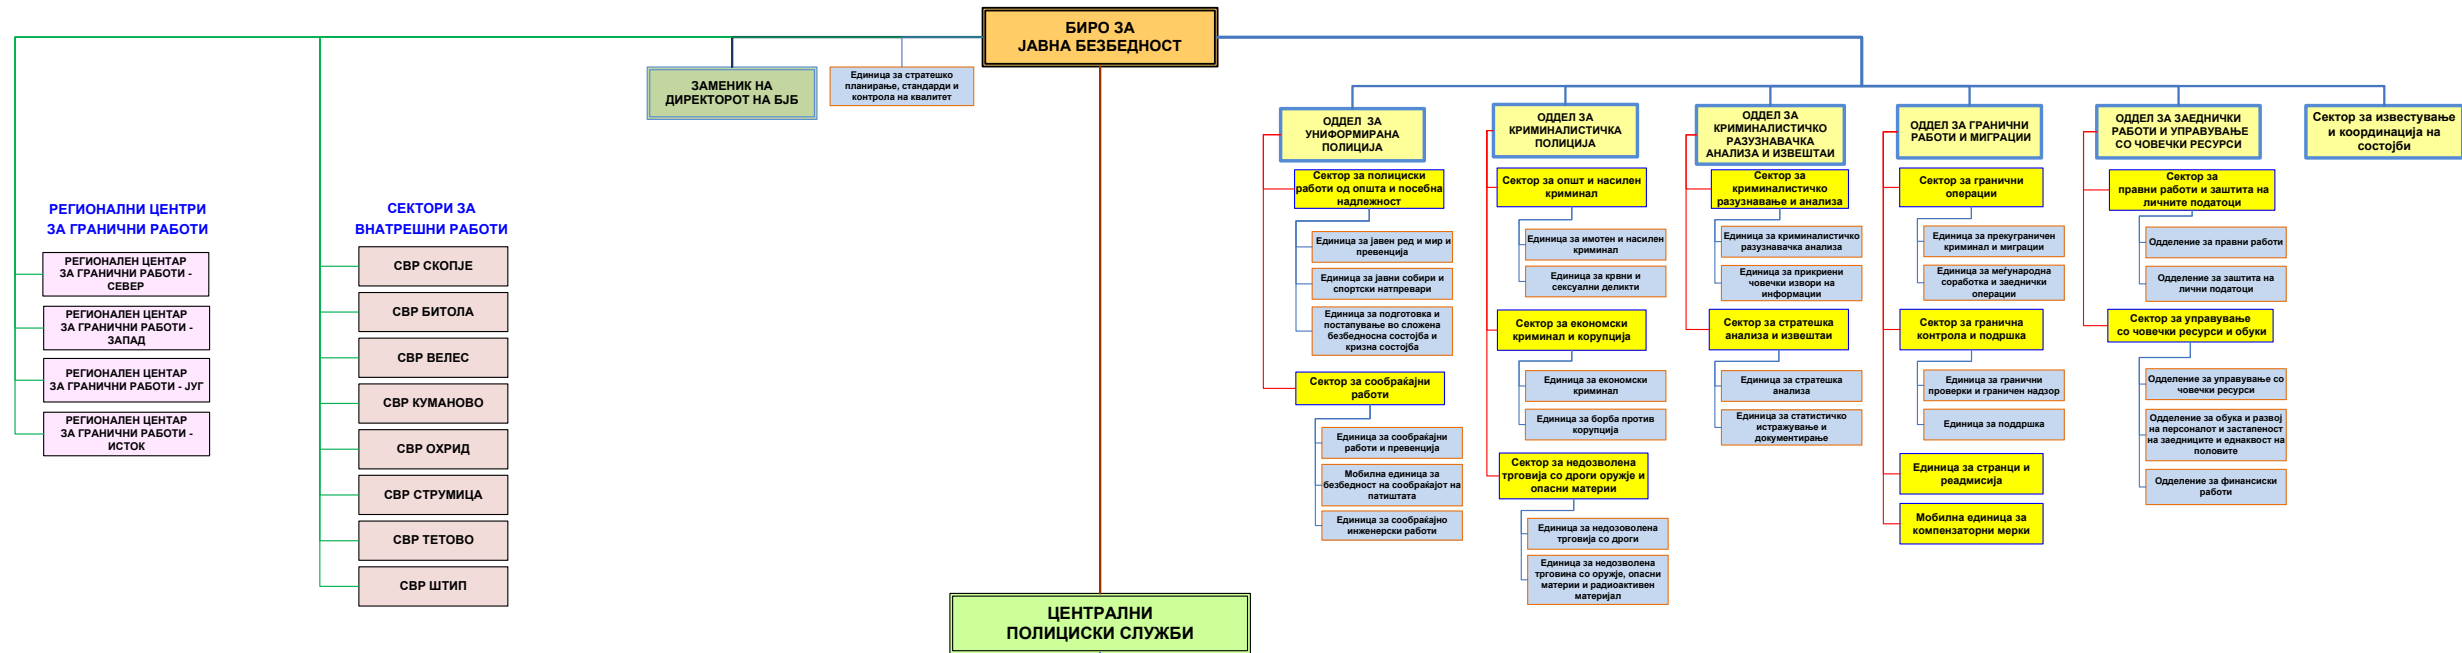 БИРО ЗА
ЈАВНА БЕЗБЕДНОСТ
ЗАМЕНИК НА
ДИРЕКТОРОТ НА БЈБ
Единица за стратешко
планирање, стандарди и
контрола на квалитет
РЕГИОНАЛНИ ЦЕНТРИ
ЗА ГРАНИЧНИ РАБОТИ
РЕГИОНАЛЕН ЦЕНТАР
ЗА ГРАНИЧНИ РАБОТИ -
СЕВЕР
РЕГИОНАЛЕН ЦЕНТАР
ЗА ГРАНИЧНИ РАБОТИ -
ЗАПАД
РЕГИОНАЛЕН ЦЕНТАР
ЗА ГРАНИЧНИ РАБОТИ - ЈУГ
РЕГИОНАЛЕН ЦЕНТАР
ЗА ГРАНИЧНИ РАБОТИ -
ИСТОК
СЕКТОРИ ЗА
ВНАТРЕШНИ РАБОТИ
СВР СКОПЈЕ
СВР БИТОЛА
СВР ВЕЛЕС
СВР КУМАНОВО
СВР ОХРИД
СВР СТРУМИЦА
СВР ТЕТОВО
СВР ШТИП
ОДДЕЛ ЗА
УНИФОРМИРАНА
ПОЛИЦИЈА
Сектор за полициски
работи од општа и посебна
надлежност
Единица за јавен ред и мир и
превенција
Единица за јавни собири и
спортски натпревари
Единица за подготовка и
постапување во сложена
безбедносна состојба и
кризна состојба
Сектор за сообраќајни
работи
Единица за сообраќајни
работи и превенција
Мобилна единица за
безбедност на сообраќајот на
патиштата
Единица за сообраќајно
инженерски работи
ОДДЕЛ ЗА
КРИМИНАЛИСТИЧКА
ПОЛИЦИЈА
Сектор за општ и насилен
криминал
Единица за имотен и насилен
криминал
Единица за крвни и
сексуални деликти
Сектор за економски
криминал и корупција
Единица за економски
криминал
Единица за борба против
корупција
Сектор за недозволена
трговија со дроги оружје и
опасни материи
Единица за недозоволена
трговија со дроги
Единица за недозволена
трговина со оружје, опасни
материи и радиоактивен
материјал
ОДДЕЛ ЗА
КРИМИНАЛИСТИЧКО
РАЗУЗНАВАЧКА
АНАЛИЗА И ИЗВЕШТАИ
Сектор за
криминалистичко
разузнавање и анализа
Единица за криминалистичко
разузнавачка анализа
Единица за прикриени
човечки извори на
информации
Сектор за стратешка
анализа и извештаи
Единица за стратешка
анализа
Единица за статистичко
истражување и
документирање
ОДДЕЛ ЗА ГРАНИЧНИ
РАБОТИ И МИГРАЦИИ
Сектор за гранични
операции
Единица за прекуграничен
криминал и миграции
Единица за меѓународна
соработка и заеднички
операции
Сектор за гранична
контрола и подршка
Единица за гранични
проверки и граничен надзор
Единица за поддршка
Единица за странци и
реадмисија
Мобилна единица за
компензаторни мерки
ОДДЕЛ ЗА ЗАЕДНИЧКИ
РАБОТИ И УПРАВУВАЊЕ
СО ЧОВЕЧКИ РЕСУРСИ
Сектор за
правни работи и заштита на
личните податоци
Одделение за правни работи
Одделение за заштита на
лични податоци
Сектор за управување
со човечки ресурси и обуки
Одделение за управување со
човечки ресурси
Одделение за обука и развој
на персоналот и застапеност
на заедниците и еднаквост на
половите
Одделение за финансиски
работи
Сектор за известување
и координација на
состојби
ЦЕНТРАЛНИ
ПОЛИЦИСКИ СЛУЖБИ